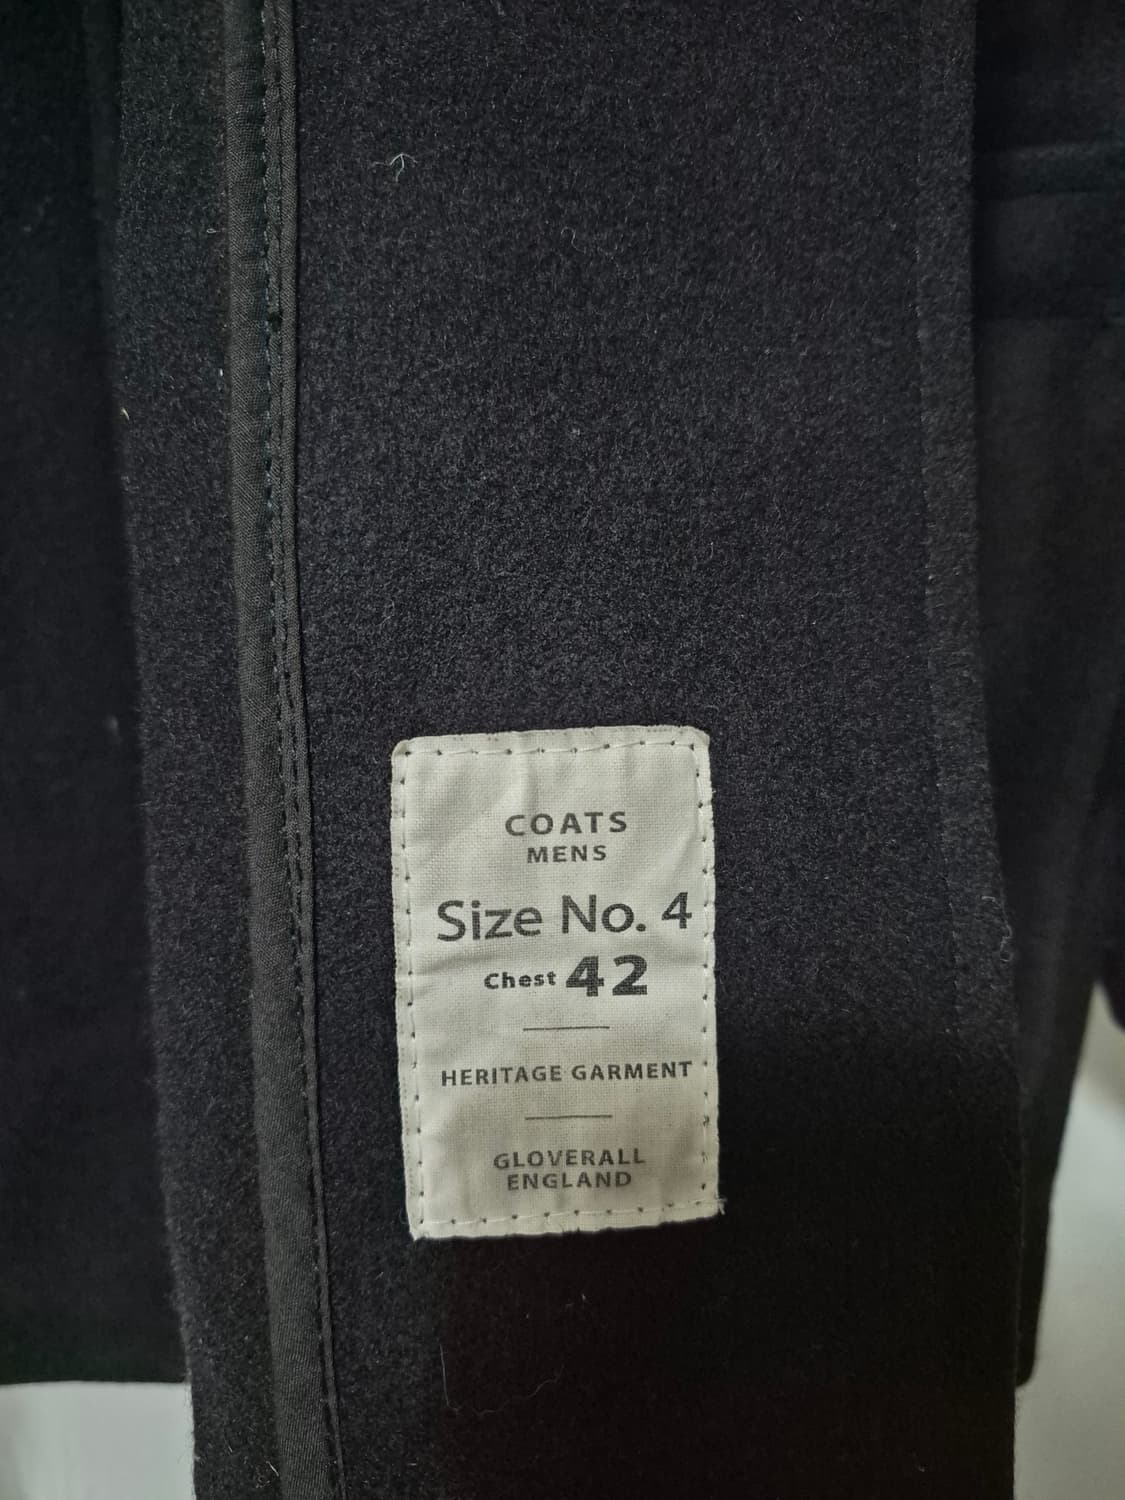 COATS
MENS
Size No. 4
Chest 42
HERITAGE GARMENT
GLOVERALL
ENGLAND